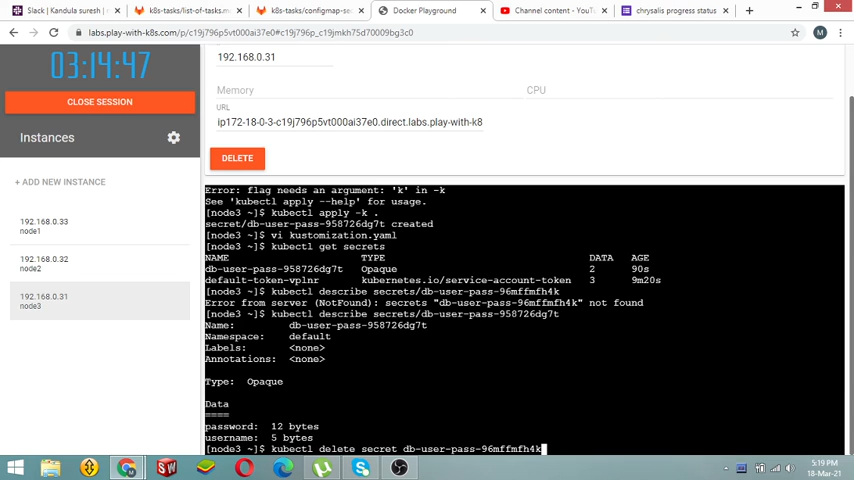 Slack | Kandula suresh | n
k8s-tasks/list-of-tasks.m
k8s-tasks/configmap-se
Docker Playground
Channel content - YouT
chrysalis progress status
labs.play-with-k8s.com/p/c19j796p5vt000ai37e0#c19j796p_c19jmkh75d70009bg3c0
M
03:14:47
CLOSE SESSION
Instances
+ ADD NEW INSTANCE
192.168.0.33
node1
192.168.0.32
node2
192.168.0.31
node3
192.168.0.31
Memory
CPU
URL
ip172-18-0-3-c19j796p5vt000ai37e0.direct.labs.play-with-k8
DELETE
Error: flag needs an argument: 'k' in -k
See 'kubectl apply --help' for usage.
[node3 ~]$ kubectl apply -k .
secret/db-user-pass-958726dg7t created
[node3 ~]$ vi kustomization.yaml
[node3 ~]$ kubectl get secrets
NAME TYPE DATA AGE
db-user-pass-958726dg7t Opaque 2 90s
default-token-vplnr kubernetes.io/service-account-token 3 9m20s
[node3 ~]$ kubectl describe secrets/db-user-pass-96mffmfh4k
Error from server (NotFound): secrets "db-user-pass-96mffmfh4k" not found
[node3 ~]$ kubectl describe secrets/db-user-pass-958726dg7t
Name: db-user-pass-958726dg7t
Namespace: default
Labels: <none>
Annotations: <none>
Type: Opaque
Data
====
password: 12 bytes
username: 5 bytes
[node3 ~]$ kubectl delete secret db-user-pass-96mffmfh4k
5:19 PM
18-Mar-21